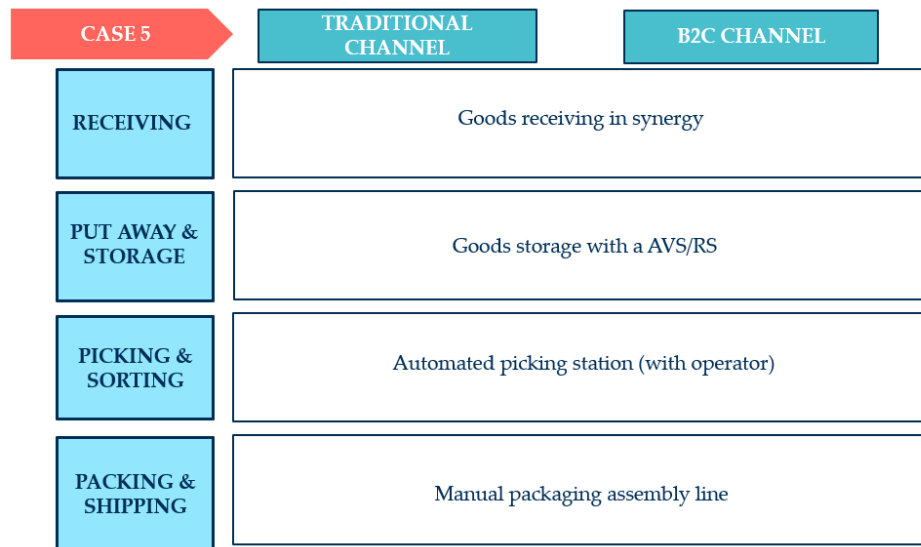 CASE 5
TRADITIONAL
CHANNEL
B2C CHANNEL
RECEIVING
Goods receiving in synergy
PUT AWAY &
STORAGE
Goods storage with a AVS/RS
PICKING &
SORTING
Automated picking station (with operator)
PACKING &
SHIPPING
Manual packaging assembly line